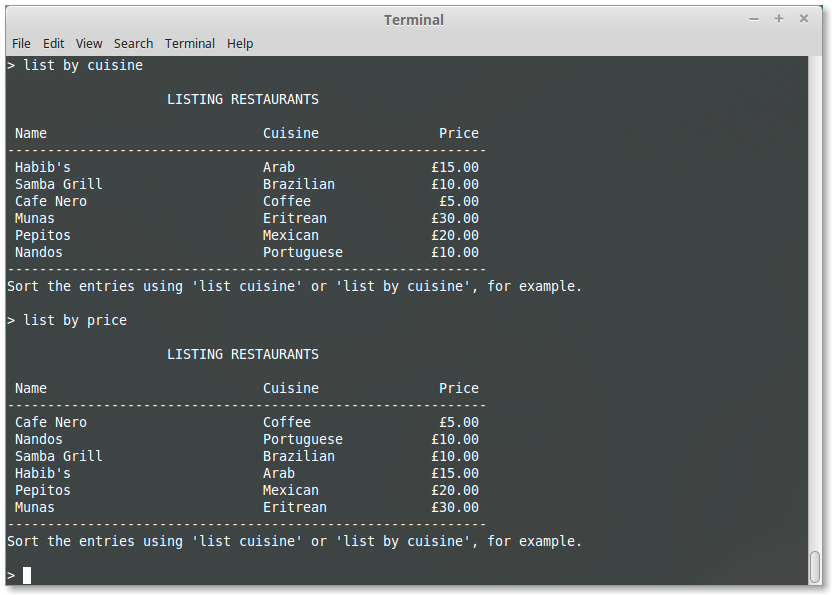 Terminal
File Edit View Search Terminal Help
> list by cuisine
LISTING RESTAURANTS
Name Cuisine Price
------------------------------------------------------------
Habib's Arab £15.00
Samba Grill Brazilian £10.00
Cafe Nero Coffee £5.00
Munas Eritrean £30.00
Pepitos Mexican £20.00
Nandos Portuguese £10.00
------------------------------------------------------------
Sort the entries using 'list cuisine' or 'list by cuisine', for example.
> list by price
LISTING RESTAURANTS
Name Cuisine Price
------------------------------------------------------------
Cafe Nero Coffee £5.00
Nandos Portuguese £10.00
Samba Grill Brazilian £10.00
Habib's Arab £15.00
Pepitos Mexican £20.00
Munas Eritrean £30.00
------------------------------------------------------------
Sort the entries using 'list cuisine' or 'list by cuisine', for example.
>